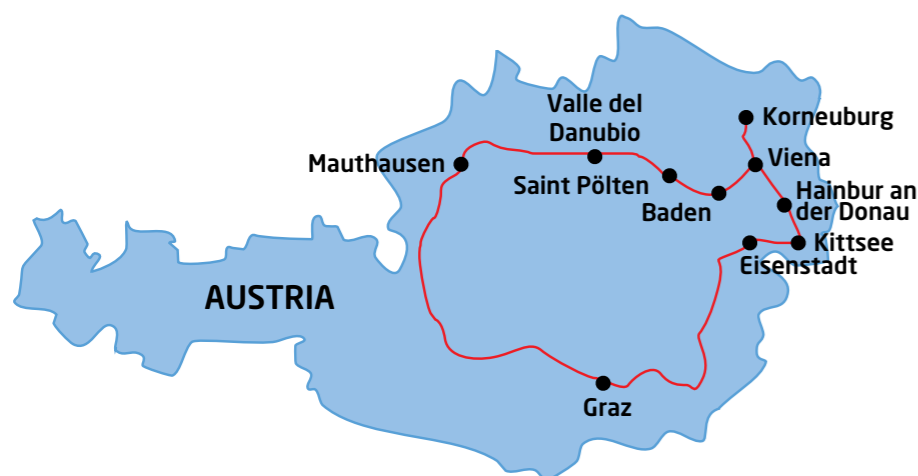 Valle del
Danubio
Korneuburg
Mauthausen
Viena
Saint Pölten
Baden
Hainbur an
der Donau
Kittsee
Eisenstadt
AUSTRIA
Graz